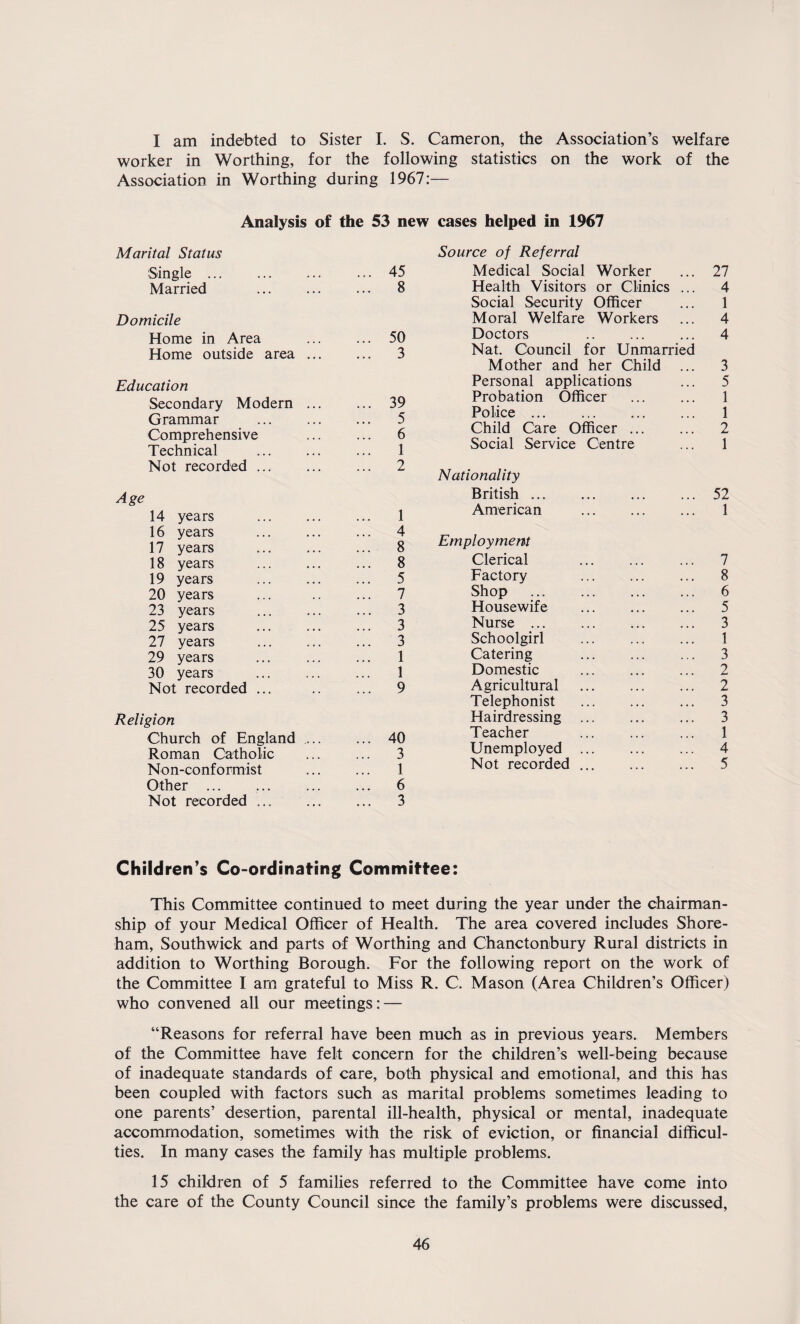 I am indebted to Sister I. S. Cameron, the Association's welfare
worker in Worthing, for the following statistics on the work of the
Association in Worthing during 1967:—
Analysis of the 53 new cases helped in 1967
Marital Status
Single ... ... ... ... 45
Married ... ... ... 8
Domicile
Home in Area ... ... 50
Home outside area ... ... 3
Education
Secondary Modern ... ... 39
Grammar ... ... ... 5
Comprehensive ... ... 6
Technical ... ... ... 1
Not recorded ... ... ... 2
Age
14 years ... ... ... 1
16 years ... ... ... 4
17 years ... ... ... 8
18 years ... ... ... 8
19 years ... ... ... 5
20 years ... .. ... 7
23 years ... ... ... 3
25 years ... ... ... 3
27 years ... ... ... 3
29 years ... ... ... 1
30 years ... ... ... 1
Not recorded ... .. ... 9
Religion
Church of England ... ... 40
Roman Catholic ... ... 3
Non-conformist ... ... 1
Other ... ... ... ... 6
Not recorded ... ... ... 3
Source of Referral
Medical Social Worker ... 27
Health Visitors or Clinics ... 4
Social Security Officer ... 1
Moral Welfare Workers ... 4
Doctors .. ... ... 4
Nat. Council for Unmarried
Mother and her Child ... 3
Personal applications ... 5
Probation Officer ... ... 1
Police ... ... ... ... 1
Child Care Officer ... ... 2
Social Service Centre ... 1
Nationality
British ... ... ... ... 52
American ... ... ... 1
Employment
Clerical ... ... ... 7
Factory ... ... ... 8
Shop ... ... ... ... 6
Housewife ... ... ... 5
Nurse ... ... ... ... 3
Schoolgirl ... ... ... 1
Catering ... ... ... 3
Domestic ... ... ... 2
Agricultural ... ... ... 2
Telephonist ... ... ... 3
Hairdressing ... ... ... 3
Teacher ... ... ... 1
Unemployed ... ... ... 4
Not recorded ... ... ... 5
Children's Co-ordinating Committee:
This Committee continued to meet during the year under the chairman-
ship of your Medical Officer of Health. The area covered includes Shore-
ham, Southwick and parts of Worthing and Chanctonbury Rural districts in
addition to Worthing Borough. For the following report on the work of
the Committee I am grateful to Miss R. C. Mason (Area Children's Officer)
who convened all our meetings:—
"Reasons for referral have been much as in previous years. Members
of the Committee have felt concern for the children's well-being because
of inadequate standards of care, both physical and emotional, and this has
been coupled with factors such as marital problems sometimes leading to
one parents' desertion, parental ill-health, physical or mental, inadequate
accommodation, sometimes with the risk of eviction, or financial difficul-
ties. In many cases the family has multiple problems.
15 children of 5 families referred to the Committee have come into
the care of the County Council since the family's problems were discussed,
46